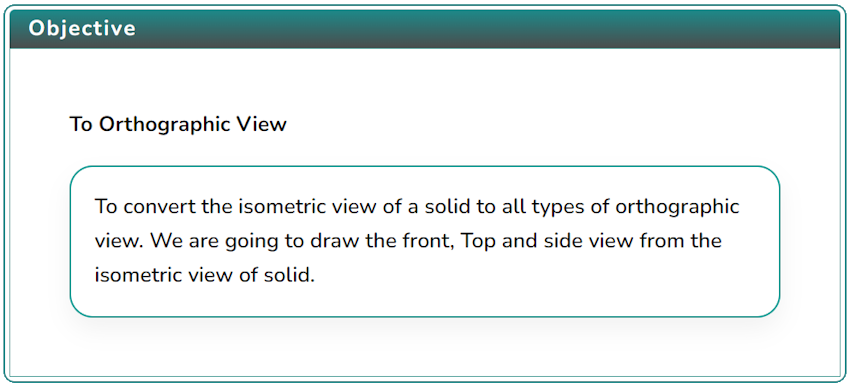 Objective
To Orthographic View
To convert the isometric view of a solid to all types of orthographic
view. We are going to draw the front, Top and side view from the
isometric view of solid.